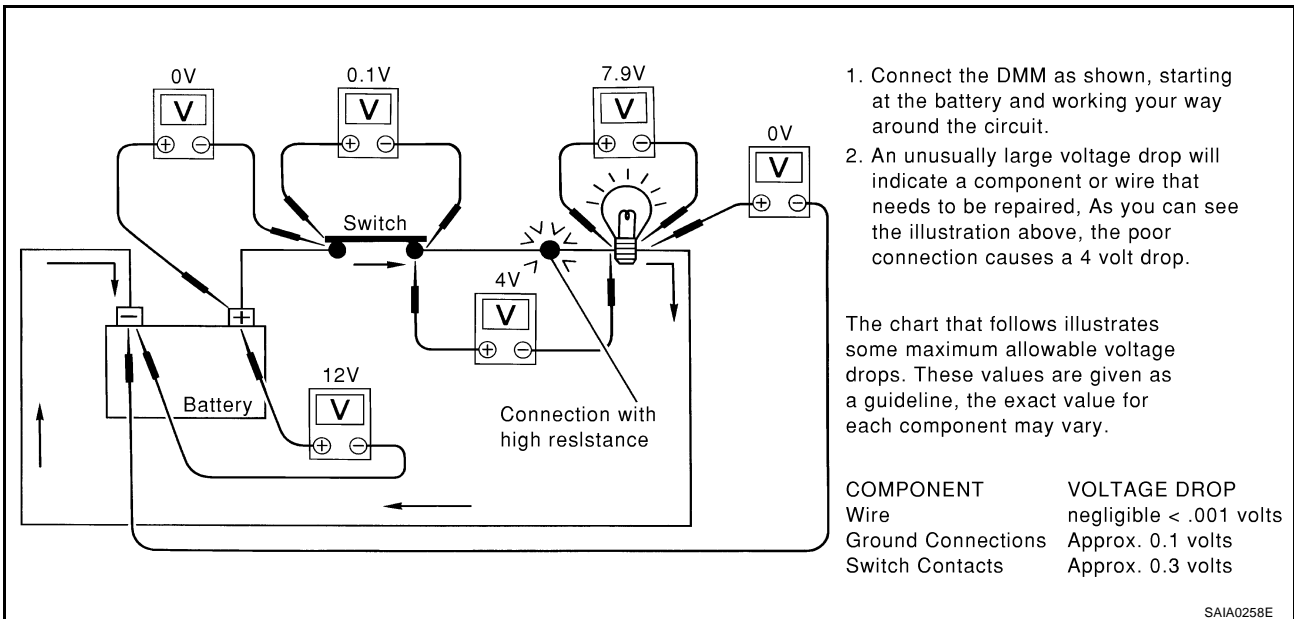 0V
0.1V
7.9V
0V
V
V
V
V
+ -
+ -
+ -
+ -
Switch
4V
V
+ -
- +
Battery
12V
V
+ -
Connection with
high reslstance
1. Connect the DMM as shown, starting
at the battery and working your way
around the circuit.
2. An unusually large voltage drop will
indicate a component or wire that
needs to be repaired, As you can see
the illustration above, the poor
connection causes a 4 volt drop.
The chart that follows illustrates
some maximum allowable voltage
drops. These values are given as
a guideline, the exact value for
each component may vary.
COMPONENT VOLTAGE DROP
Wire negligible < .001 volts
Ground Connections Approx. 0.1 volts
Switch Contacts Approx. 0.3 volts
SAIA0258E